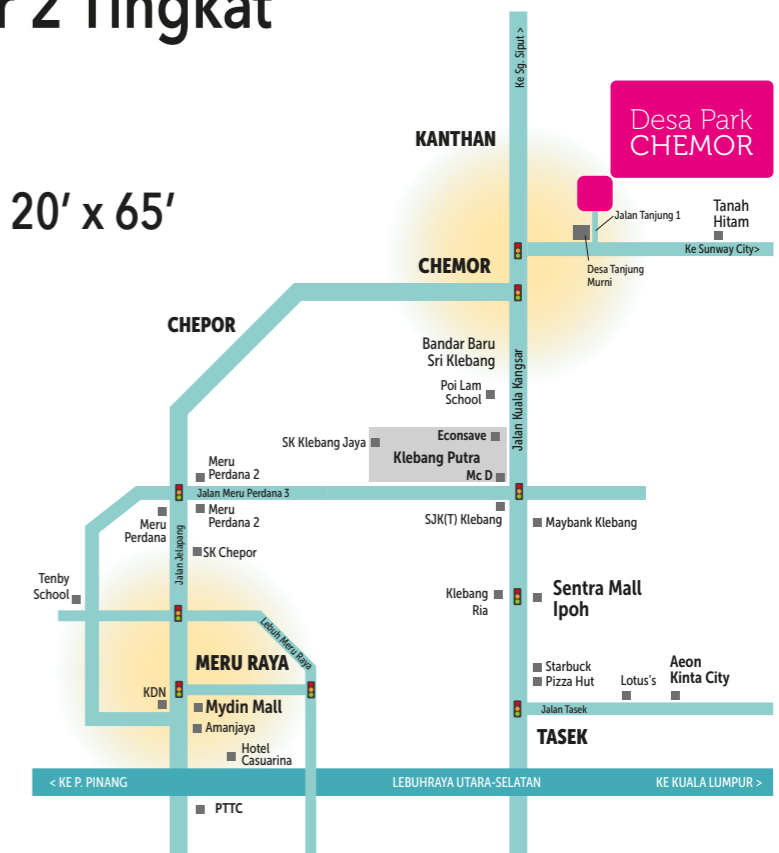 2 Tingkat
Ke Sg. Siput >
Desa Park
CHEMOR
KANTHAN
20' x 65'
Tanah
Hitam
Jalan Tanjung 1
Ke Sunway City>
CHEMOR
Desa Tanjung
Murni
CHEPOR
Bandar Baru
Sri Klebang
Jalan Kuala Kangsar
Poi Lam
School
Econsave
SK Klebang Jaya
Klebang Putra
Mc D
Meru
Perdana 2
Jalan Meru Perdana 3
Meru
Perdana 2
Meru
Perdana
SJK(T) Klebang
Maybank Klebang
Jalan Jelapang
SK Chepor
Tenby
School
Klebang
Ria
Sentra Mall
Ipoh
Lebuh Meru Raya
MERU RAYA
Starbuck
Pizza Hut
Lotus's
Aeon
Kinta City
KDN
Mydin Mall
Jalan Tasek
Amanjaya
TASEK
Hotel
Casuarina
< KE P. PINANG
LEBUHRAYA UTARA-SELATAN
KE KUALA LUMPUR >
PTTC